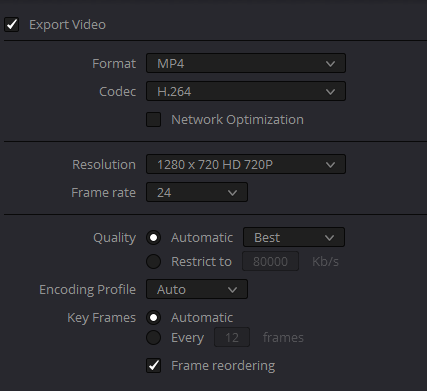 Export Video
Format MP4
Codec H.264
Network Optimization
Resolution 1280 x 720 HD 720P
Frame rate 24
Quality Automatic Best
Restrict to 80000 Kb/s
Encoding Profile Auto
Key Frames Automatic
Every 12 frames
Frame reordering